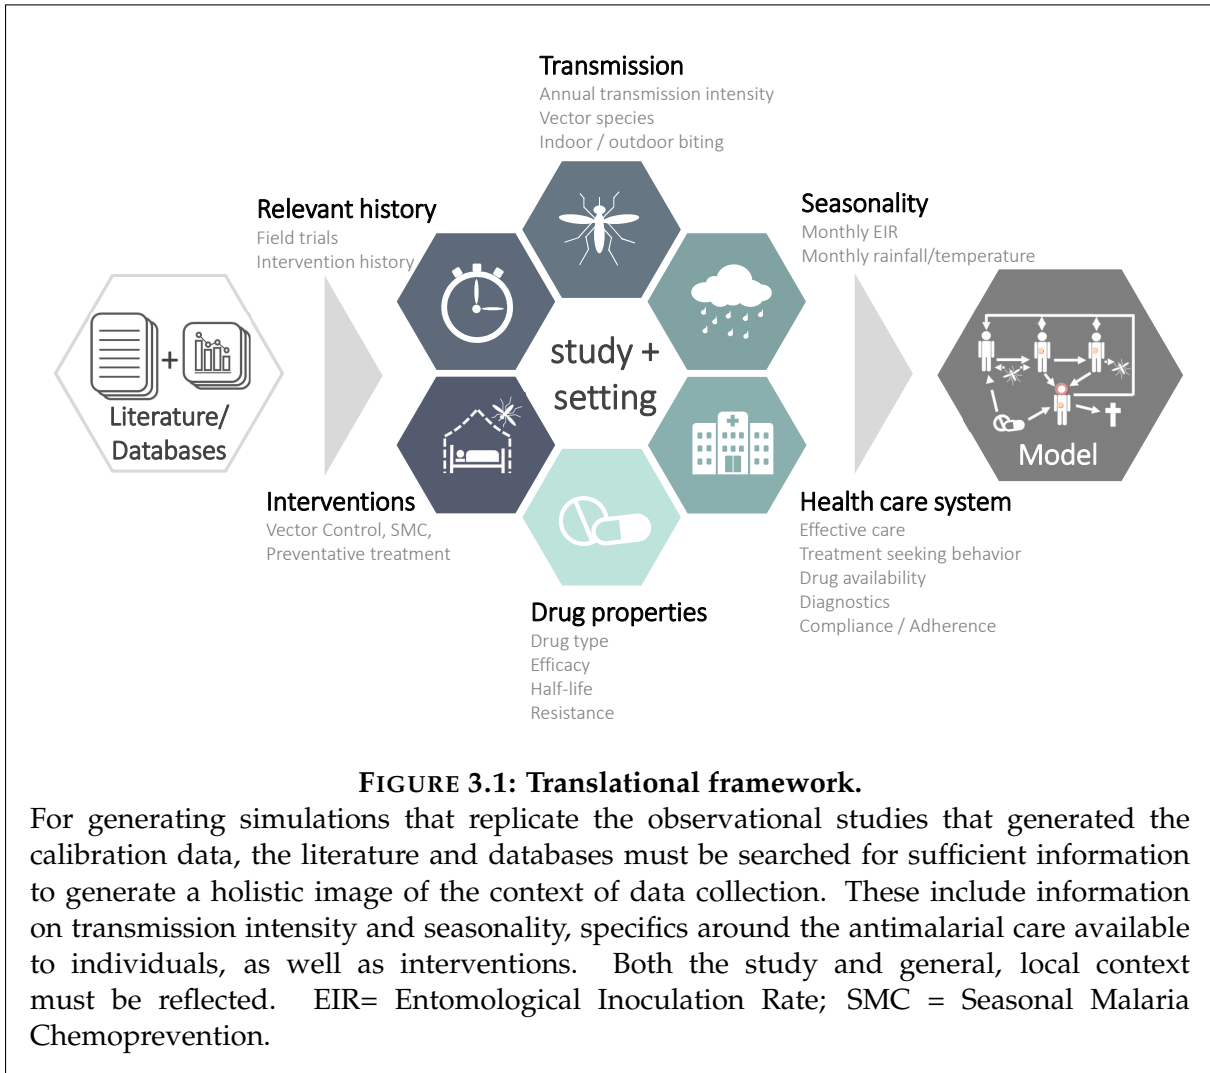 Transmission
Annual transmission intensity
Vector species
Indoor / outdoor biting
Relevant history
Field trials
Intervention history
Seasonality
Monthly EIR
Monthly rainfall/temperature
study +
setting
+
Literature/
Databases
Model
Interventions
Vector Control, SMC,
Preventative treatment
Health care system
Effective care
Treatment seeking behavior
Drug availability
Diagnostics
Compliance / Adherence
Drug properties
Drug type
Efficacy
Half-life
Resistance
FIGURE 3.1: Translational framework.
For generating simulations that replicate the observational studies that generated the
calibration data, the literature and databases must be searched for sufficient information
to generate a holistic image of the context of data collection. These include information
on transmission intensity and seasonality, specifics around the antimalarial care available
to individuals, as well as interventions. Both the study and general, local context
must be reflected. EIR= Entomological Inoculation Rate; SMC = Seasonal Malaria
Chemoprevention.